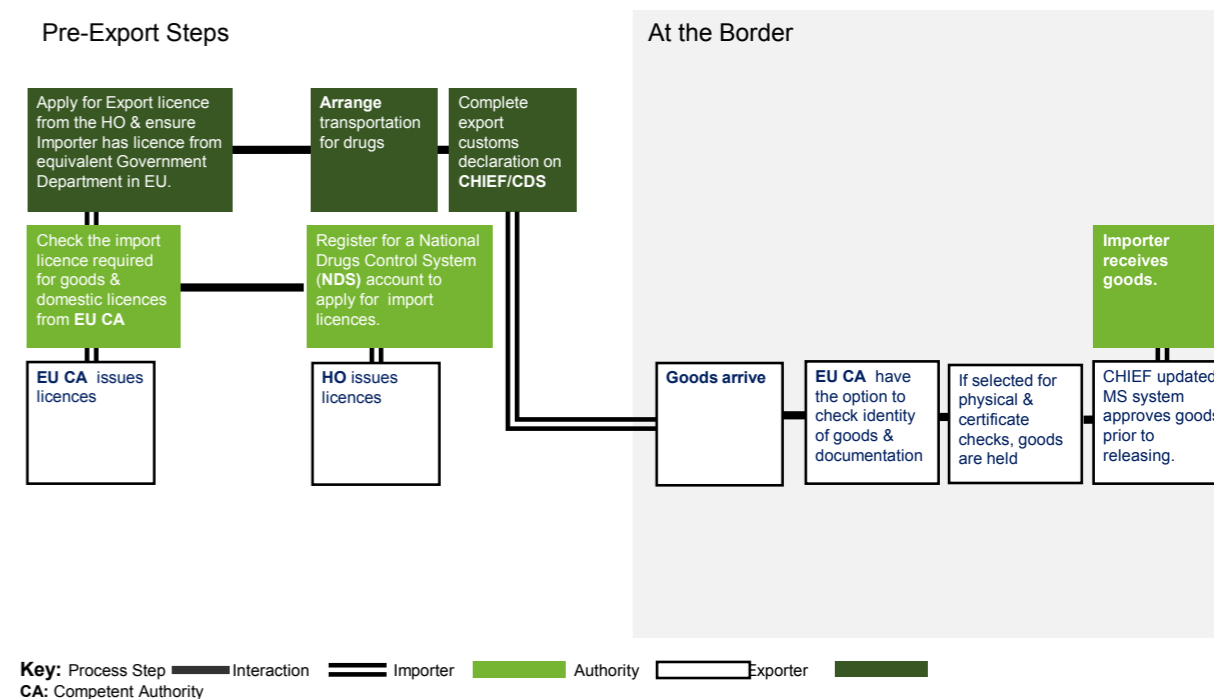 Pre-Export Steps
At the Border
Apply for Export licence
from the HO & ensure
Importer has licence from
equivalent Government
Department in EU.
Arrange
transportation
for drugs
Complete
export
customs
declaration on
CHIEF/CDS
Check the import
licence required
for goods &
domestic licences
from EU CA
Register for a National
Drugs Control System
(NDS) account to
apply for import
licences.
Importer
receives
goods.
EU CA issues
licences
HO issues
licences
Goods arrive
EU CA have
the option to
check identity
of goods &
documentation
If selected for
physical &
certificate
checks, goods
are held
CHIEF updated
MS system
approves goods
prior to
releasing.
Key: Process Step Interaction Importer Authority Exporter
CA: Competent Authority